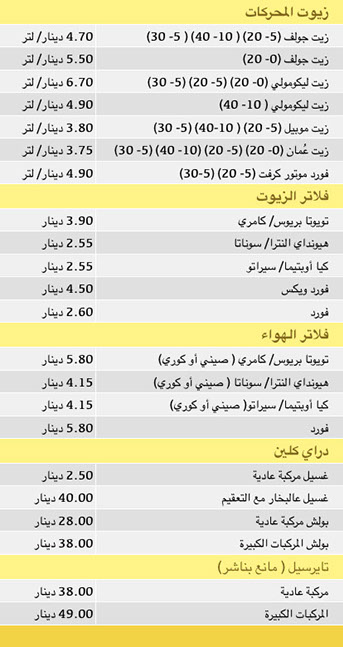 زيوت المحركات
زيت جولف (5- 20) ( 10- 40) ( 5- 30) 4.70 دينار/ لتر
زيت جولف (0- 20) 5.50 دينار/ لتر
زيت ليكومولي (0- 20) (5- 20) (5- 30) 6.70 دينار/ لتر
زيت ليكومولي ( 10- 40) 4.90 دينار/ لتر
زيت موبيل (5- 20) ( 10-40) (5- 30) 3.80 دينار/ لتر
زيت عُمان (0- 20) (5- 20) (10- 40) (5- 30) 3.75 دينار/ لتر
فورد موتور كرفت (5- 20) (5-30) 4.90 دينار/ لتر
فلاتر الزيوت
تويوتا بريوس/ كامري 3.90 دينار
هيونداي النترا/ سوناتا 2.55 دينار
كيا أوبتيما/ سيراتو 2.55 دينار
فورد ويكس 4.50 دينار
فورد 2.60 دينار
فلاتر الهواء
تويوتا بريوس/ كامري ( صيني أو كوري) 5.80 دينار
هيونداي النترا/ سوناتا ( صيني أو كوري) 4.15 دينار
كيا أوبتيما/ سيراتو( صيني أو كوري) 4.15 دينار
فورد 5.80 دينار
دراي كلين
غسيل مركبة عادية 2.50 دينار
غسيل عالبخار مع التعقيم 40.00 دينار
بولش مركبة عادية 28.00 دينار
بولش المركبات الكبيرة 38.00 دينار
تايرسيل ( مانع بناشر)
مركبة عادية 38.00 دينار
المركبات الكبيرة 49.00 دينار